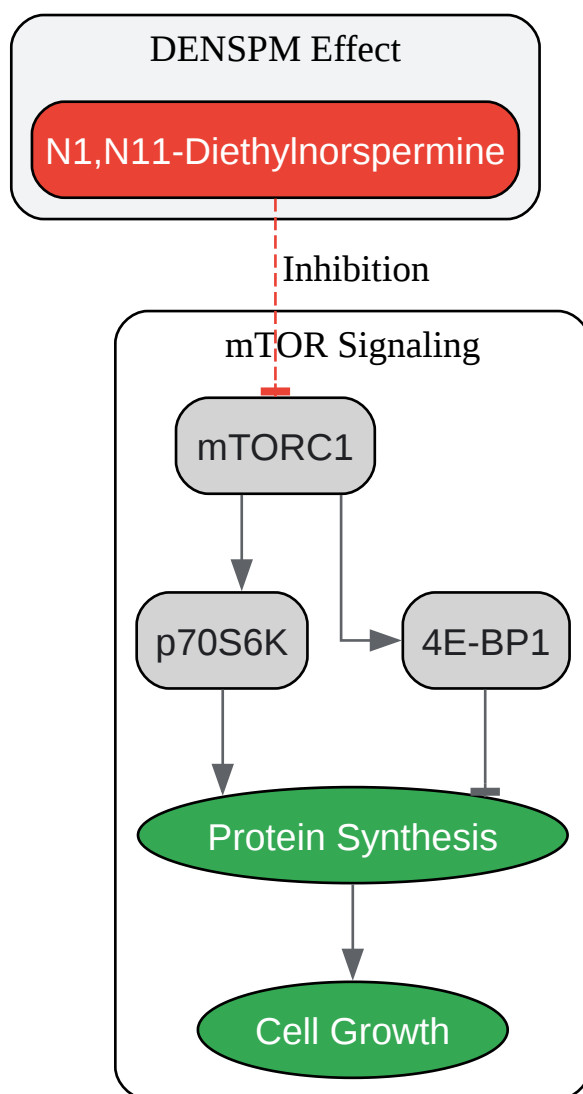 DENSPM Effect
N1,N11-Diethylnorspermine
Inhibition
mTOR Signaling
mTORC1
p70S6K
4E-BP1
Protein Synthesis
Cell Growth